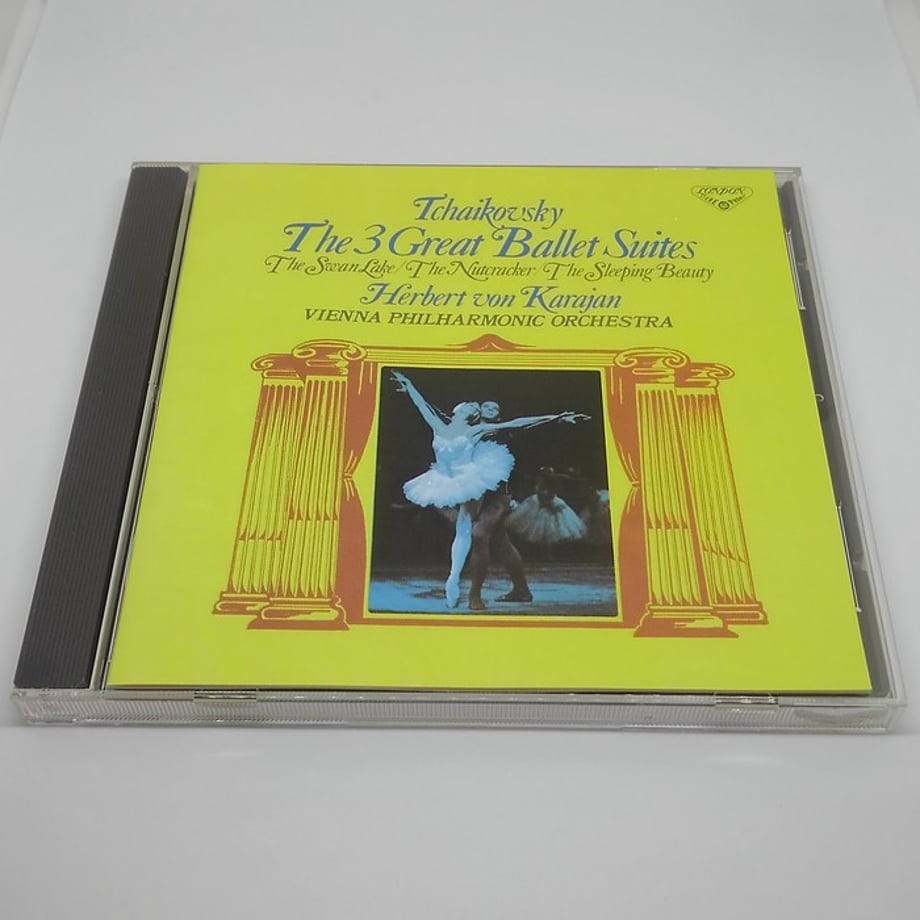 LONDON
Tchaikovsky
The 3 Great Ballet Suites
The Swan Lake/The Nutcracker/The Sleeping Beauty
Herbert von Karajan
VIENNA PHILHARMONIC ORCHESTRA